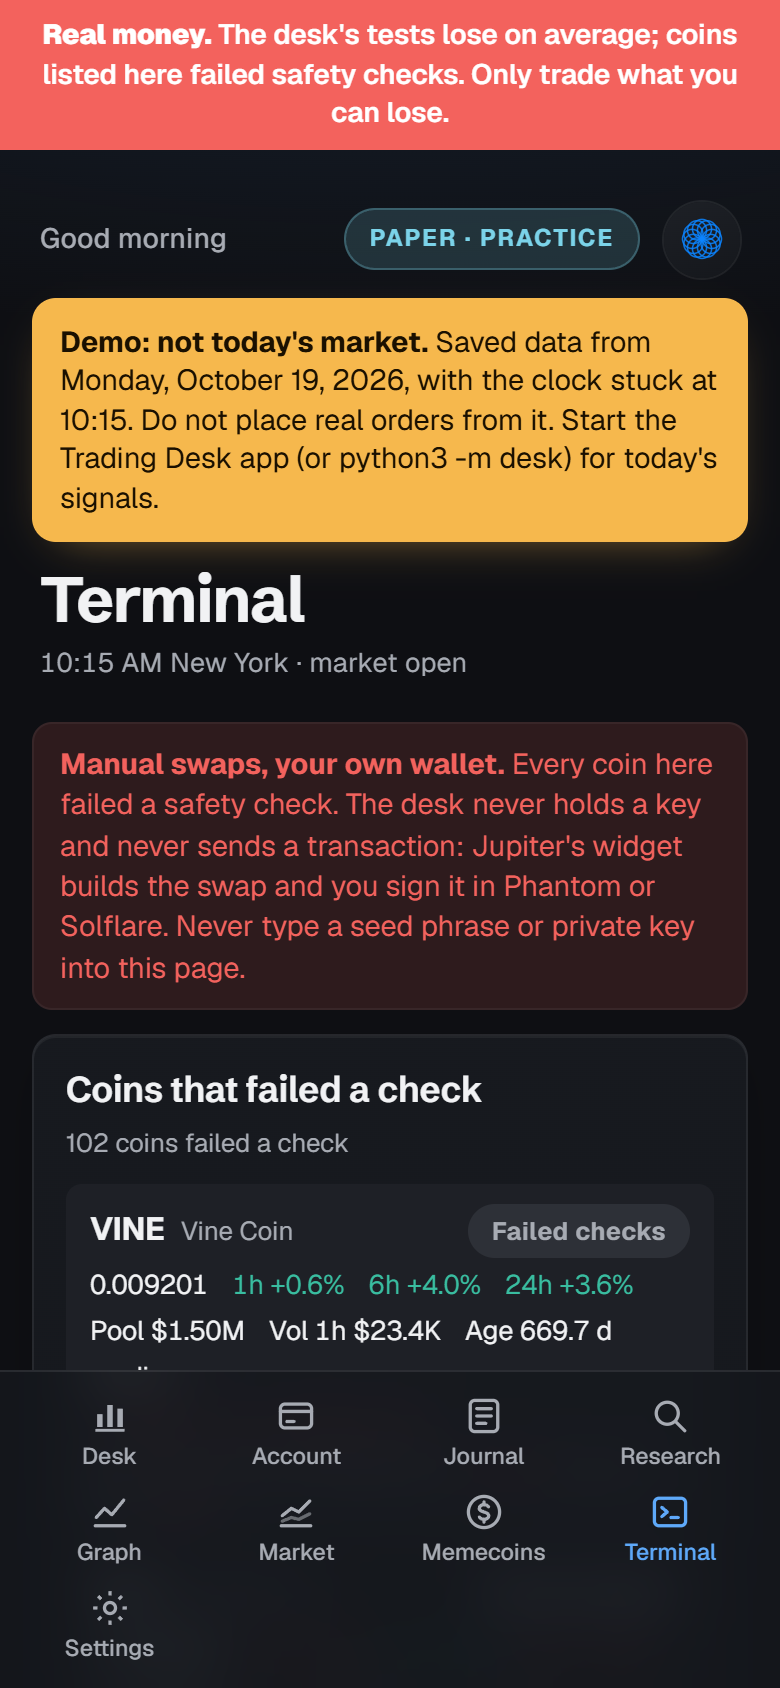 Real money. The desk's tests lose on average; coins
listed here failed safety checks. Only trade what you
can lose.
Good morning
PAPER · PRACTICE
Demo: not today's market. Saved data from
Monday, October 19, 2026, with the clock stuck at
10:15. Do not place real orders from it. Start the
Trading Desk app (or python3 -m desk) for today's
signals.
Terminal
10:15 AM New York · market open
Manual swaps, your own wallet. Every coin here
failed a safety check. The desk never holds a key
and never sends a transaction: Jupiter's widget
builds the swap and you sign it in Phantom or
Solflare. Never type a seed phrase or private key
into this page.
Coins that failed a check
102 coins failed a check
VINE Vine Coin Failed checks
0.009201 1h +0.6% 6h +4.0% 24h +3.6%
Pool $1.50M Vol 1h $23.4K Age 669.7 d
Desk Account Journal Research
Graph Market Memecoins Terminal
Settings